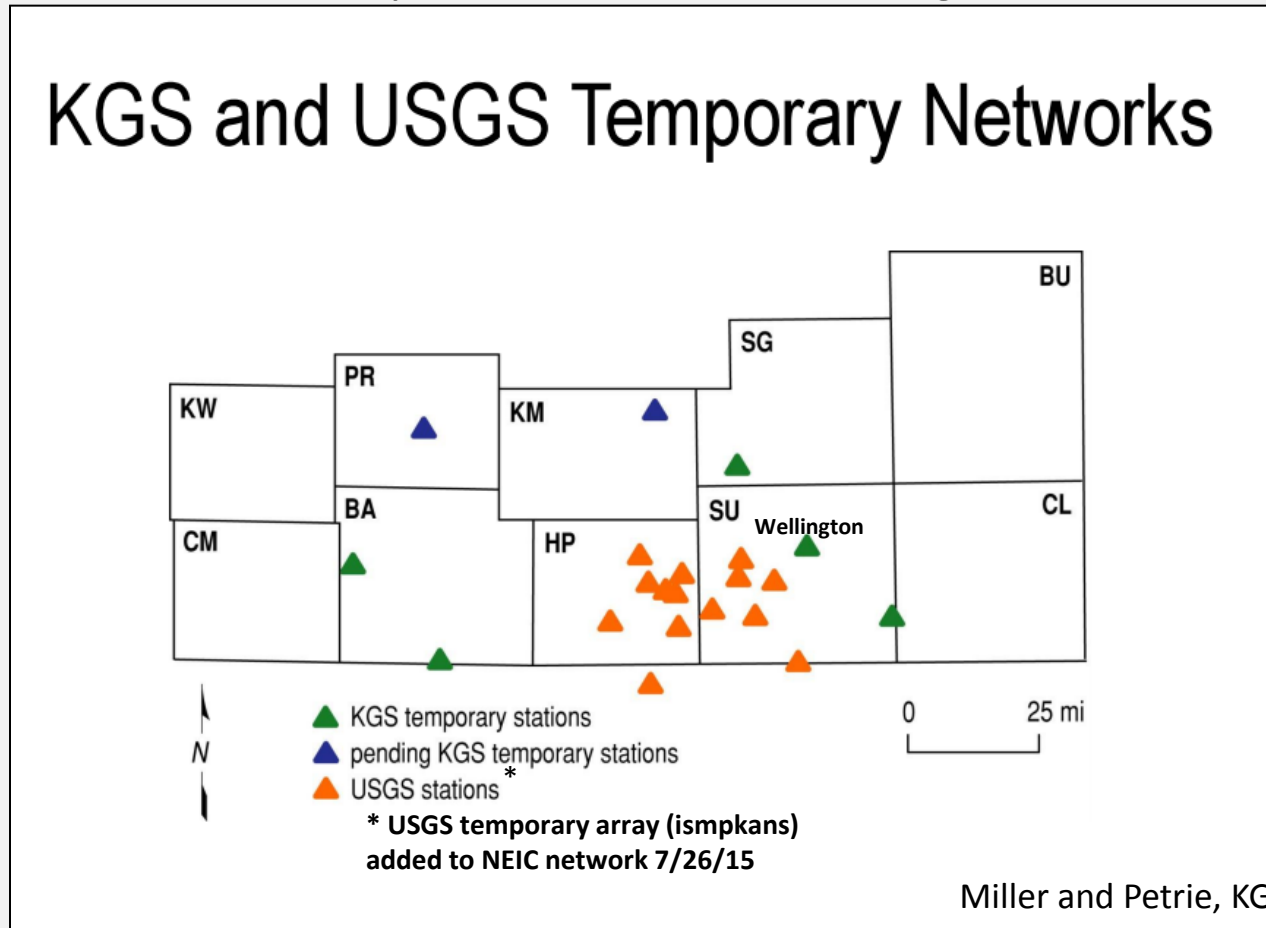 KGS and USGS Temporary Networks
BU
SG
PR
KW
KM
BA
SU
CL
Wellington
CM
HP
KGS temporary stations
0 25 mi
N
pending KGS temporary stations
USGS stations *
* USGS temporary array (ismpkans)
added to NEIC network 7/26/15
Miller and Petrie, KG